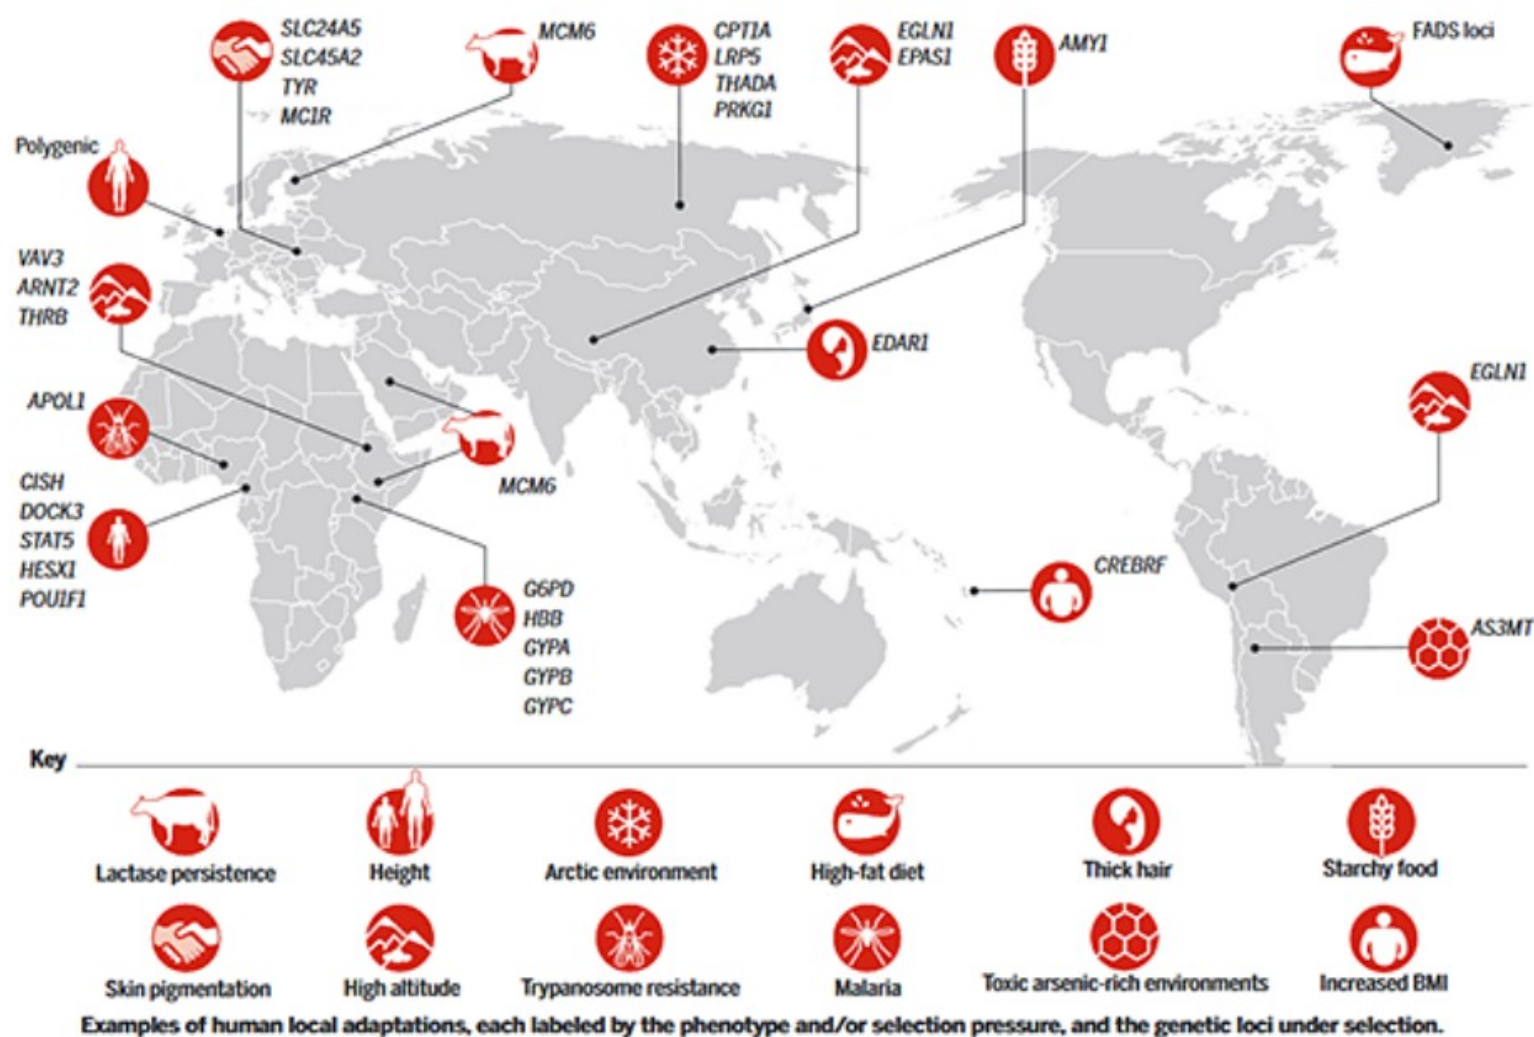 SLC24A5
SLC45A2
TYR
MC1R
MCM6
CPT1A
LRP5
THADA
PRKG1
EGLN1
EPAS1
AMY1
FADS loci
Polygenic
VAV3
ARNT2
THRB
EDAR1
EGLN1
APOL1
MCM6
CISH
DOCK3
STAT5
HESX1
POU1F1
G6PD
HBB
GYPA
GYPB
GYPC
CREBRF
AS3MT
Key
Lactase persistence
Height
Arctic environment
High-fat diet
Thick hair
Starchy food
Skin pigmentation
High altitude
Trypanosome resistance
Malaria
Toxic arsenic-rich environments
Increased BMI
Examples of human local adaptations, each labeled by the phenotype and/or selection pressure, and the genetic loci under selection.